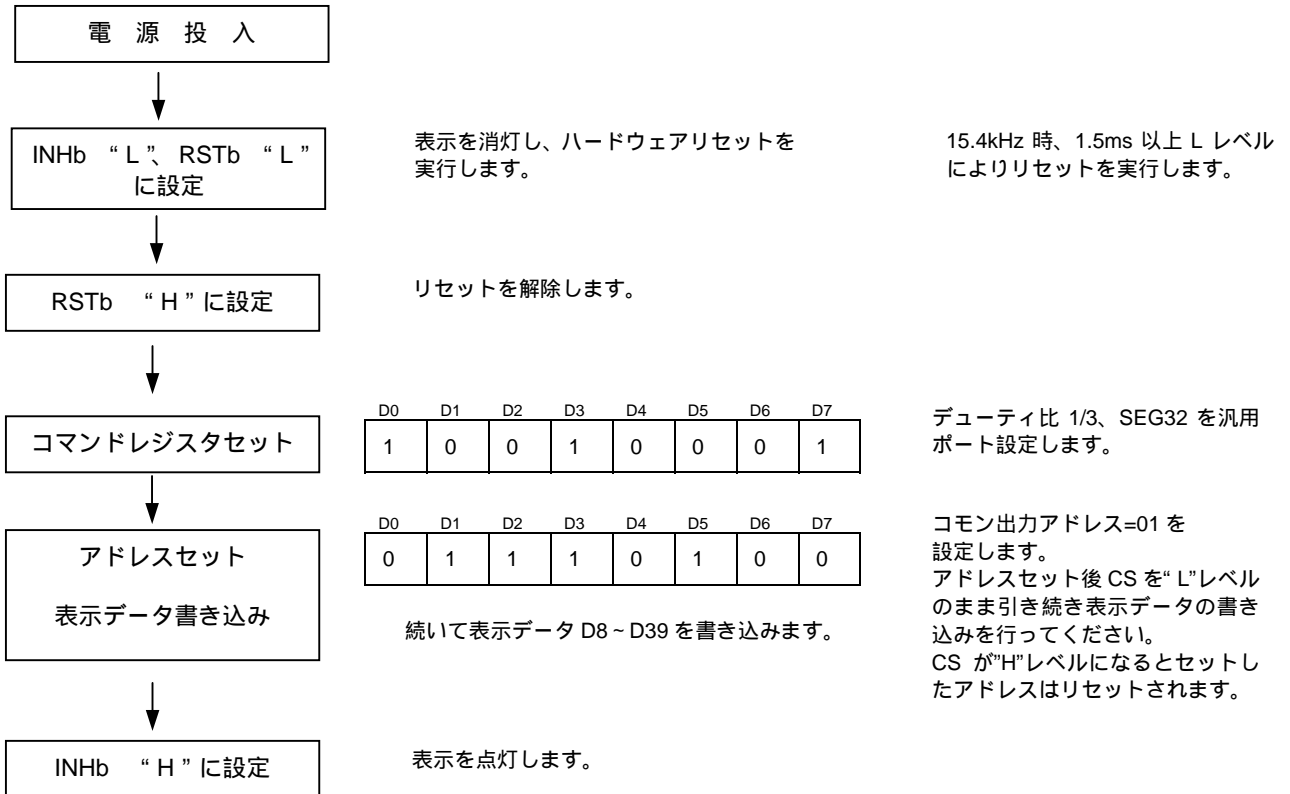 電 源 投 入
INHb “L”、 RSTb “L”
に設定
表示を消灯し、ハードウェアリセットを
実行します。
15.4kHz 時、1.5ms 以上 L レベル
によりリセットを実行します。
RSTb “H”に設定
リセットを解除します。
コマンドレジスタセット
D0 D1 D2 D3 D4 D5 D6 D7
1 0 0 1 0 0 0 1
デューティ比 1/3、SEG32 を汎用
ポート設定します。
アドレスセット
表示データ書き込み
D0 D1 D2 D3 D4 D5 D6 D7
0 1 1 1 0 1 0 0
続いて表示データ D8~D39 を書き込みます。
コモン出力アドレス=01 を
設定します。
アドレスセット後 CS を“L”レベル
のまま引き続き表示データの書き
込みを行ってください。
CS が”H”レベルになるとセットし
たアドレスはリセットされます。
INHb “H”に設定
表示を点灯します。